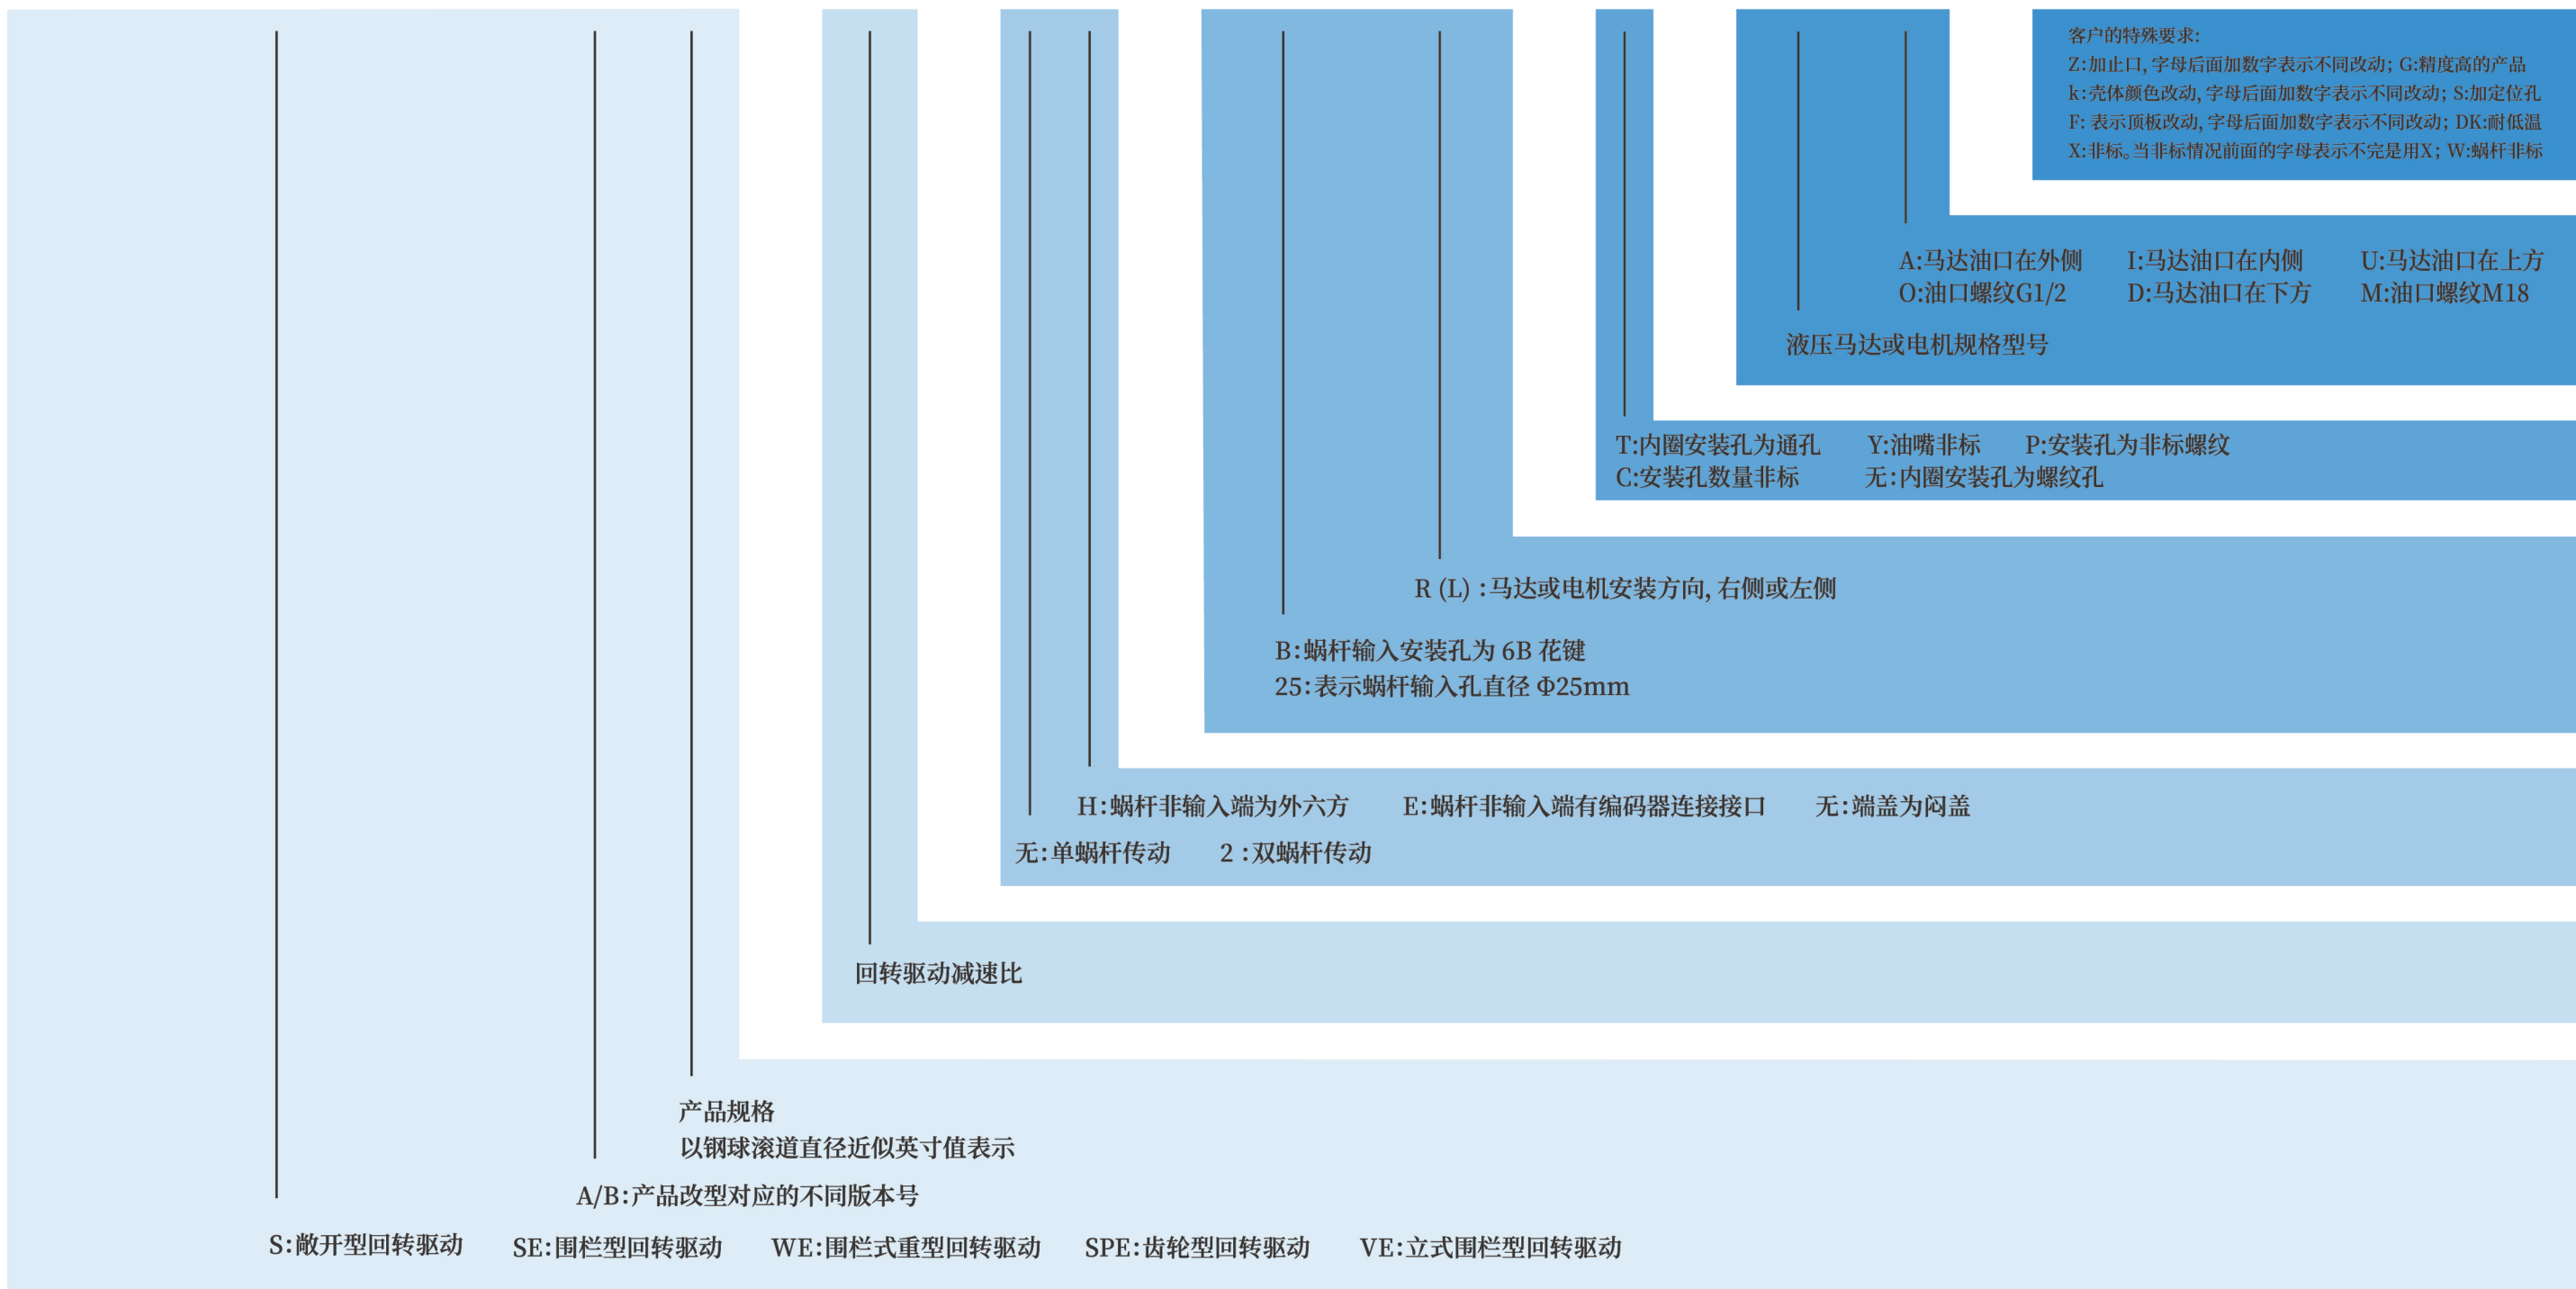 客户的特殊要求:
Z:加止口, 字母后面加数字表示不同改动; G:精度高的产品
k:壳体颜色改动, 字母后面加数字表示不同改动; S:加定位孔
F: 表示顶板改动, 字母后面加数字表示不同改动; DK:耐低温
X:非标。当非标情况前面的字母表示不完是用X; W:蜗杆非标
A:马达油口在外侧 I:马达油口在内侧 U:马达油口在上方
O:油口螺纹G1/2 D:马达油口在下方 M:油口螺纹M18
液压马达或电机规格型号
T:内圈安装孔为通孔 Y:油嘴非标 P:安装孔为非标螺纹
C:安装孔数量非标 无:内圈安装孔为螺纹孔
R (L) :马达或电机安装方向, 右侧或左侧
B:蜗杆输入安装孔为 6B 花键
25:表示蜗杆输入孔直径 Φ25mm
H:蜗杆非输入端为外六方 E:蜗杆非输入端有编码器连接接口 无:端盖为闷盖
无:单蜗杆传动 2 :双蜗杆传动
回转驱动减速比
产品规格
以钢球滚道直径近似英寸值表示
A/B:产品改型对应的不同版本号
S:敞开型回转驱动 SE:围栏型回转驱动 WE:围栏式重型回转驱动 SPE:齿轮型回转驱动 VE:立式围栏型回转驱动